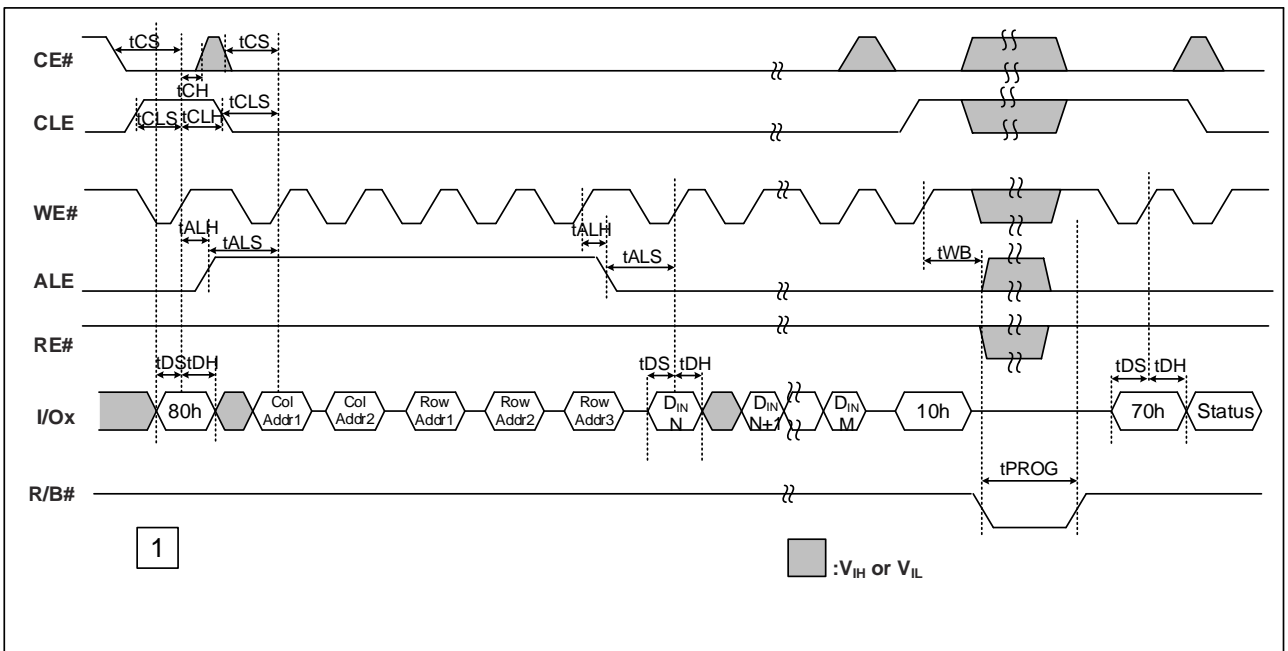 CE#
tCS
tCS
tCH
CLE
tCLS
tCLS
tCLH
WE#
tALH
tALS
tALH
tALS
tWB
ALE
RE#
tDS
tDH
tDS
tDH
tDS
tDH
I/Ox
80h
Col
Addr1
Col
Addr2
Row
Addr1
Row
Addr2
Row
Addr3
DIN
N
DIN
N+1
DIN
M
10h
70h
Status
tPROG
R/B#
1
:VIH or VIL